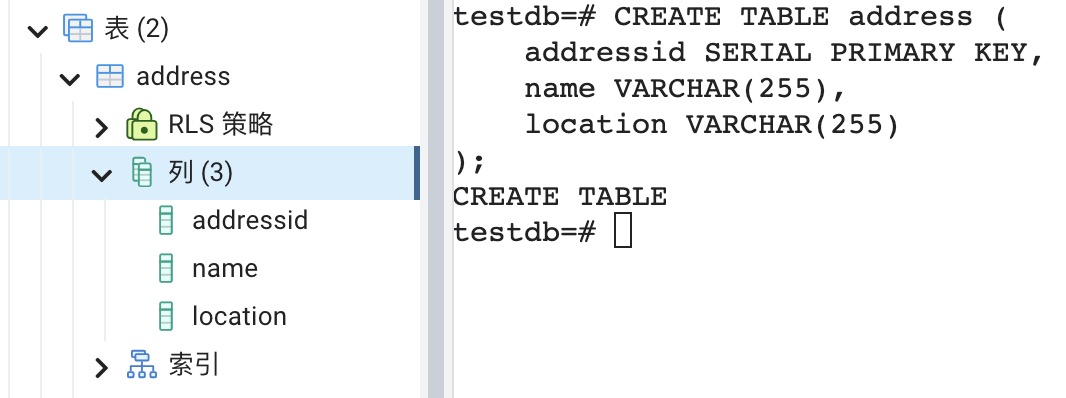 表 (2)
address
RLS 策略
列 (3)
addressid
name
location
索引
testdb=# CREATE TABLE address (
    addressid SERIAL PRIMARY KEY,
    name VARCHAR(255),
    location VARCHAR(255)
);
CREATE TABLE
testdb=#